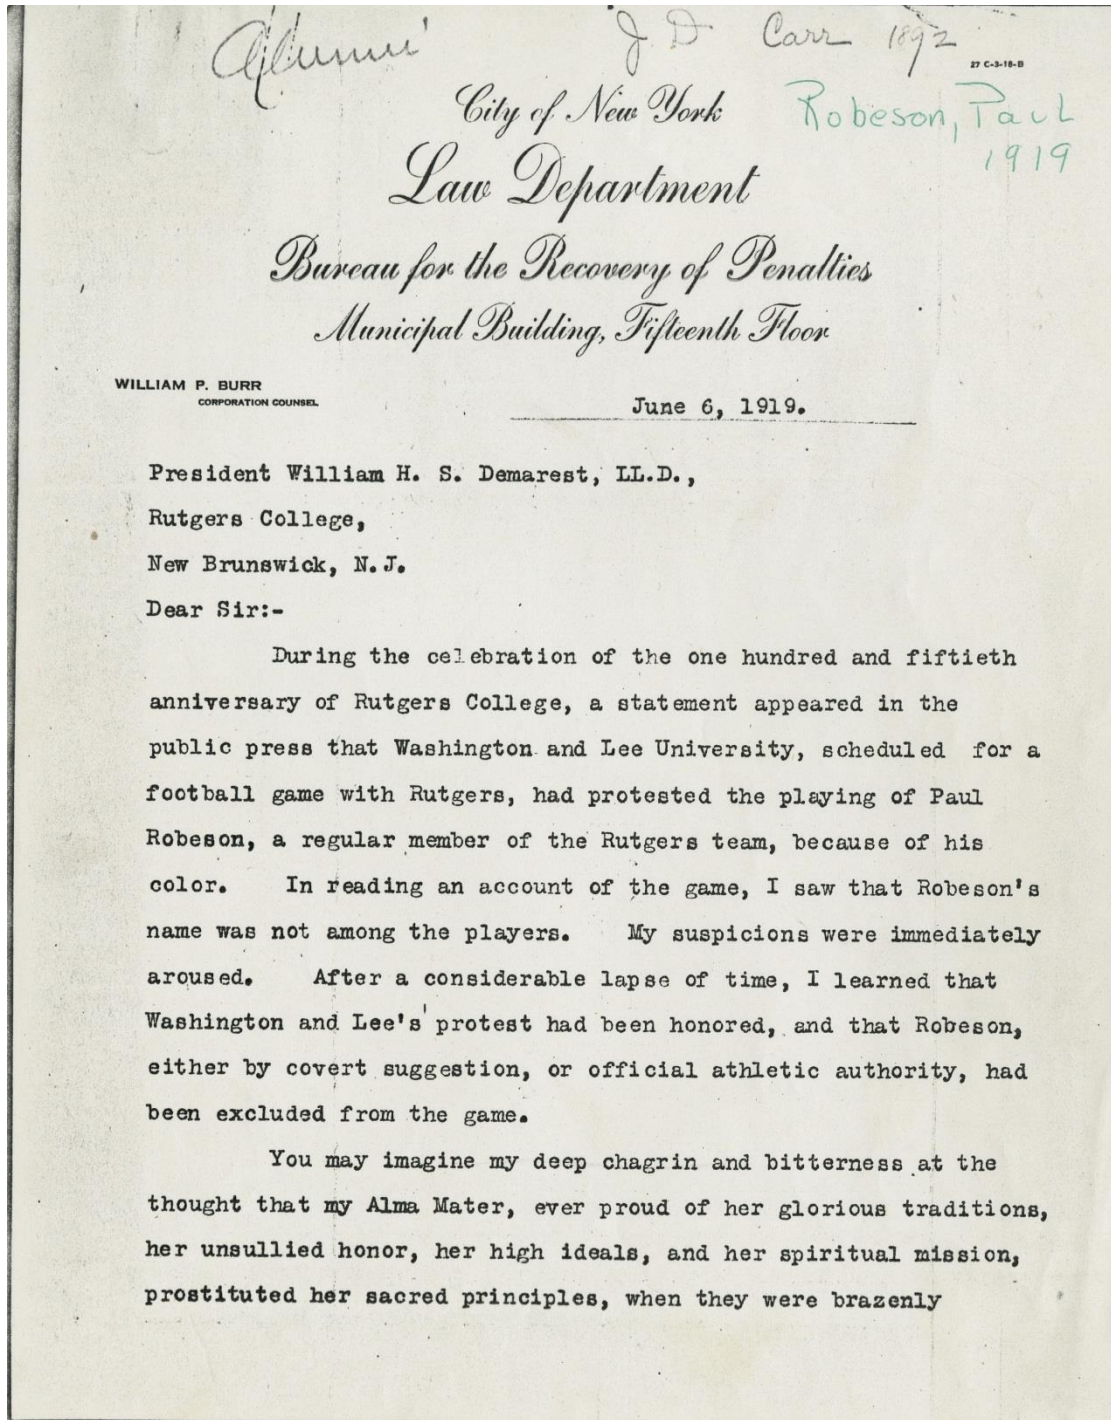 Alumni J D Carr 1892
27 C-3-18-B
City of New York
Robeson, Paul
1919
Law Department
Bureau for the Recovery of Penalties
Municipal Building, Fifteenth Floor
WILLIAM P. BURR
CORPORATION COUNSEL
June 6, 1919.
President William H. S. Demarest, LL.D.,
Rutgers College,
New Brunswick, N.J.
Dear Sir:-
During the celebration of the one hundred and fiftieth
anniversary of Rutgers College, a statement appeared in the
public press that Washington and Lee University, scheduled for a
football game with Rutgers, had protested the playing of Paul
Robeson, a regular member of the Rutgers team, because of his
color. In reading an account of the game, I saw that Robeson's
name was not among the players. My suspicions were immediately
aroused. After a considerable lapse of time, I learned that
Washington and Lee's protest had been honored, and that Robeson,
either by covert suggestion, or official athletic authority, had
been excluded from the game.
You may imagine my deep chagrin and bitterness at the
thought that my Alma Mater, ever proud of her glorious traditions,
her unsullied honor, her high ideals, and her spiritual mission,
prostituted her sacred principles, when they were brazenly